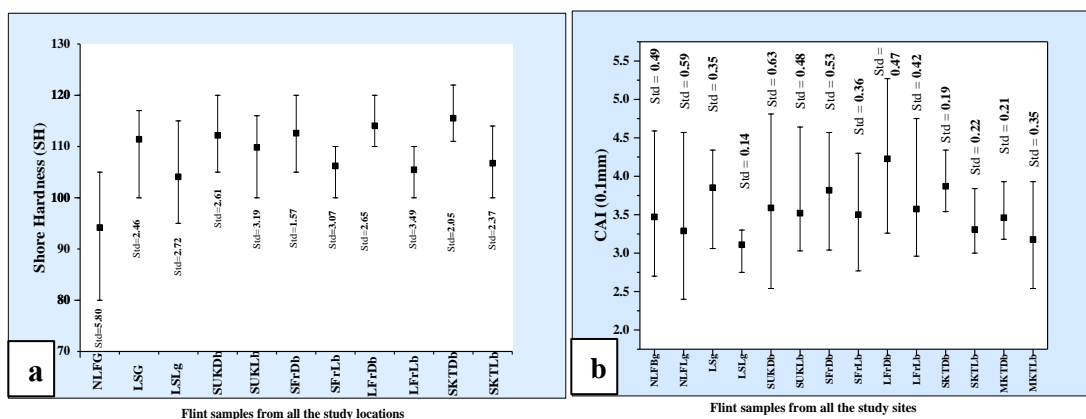 130
120
110
100
90
80
70
Shore Hardness (SH)
Std=5.80
Std=2.46
Std=2.72
Std=2.61
Std=3.19
Std=1.57
Std=3.07
Std=2.65
Std=3.49
Std=2.05
Std=2.37
NLFG
LSG
LSLg
SUKDb
SUKLb
SFrDb
SFrLb
LFrDb
LFrLb
SKTDb
SKTLb
a
Flint samples from all the study locations
5.5
5.0
4.5
4.0
3.5
3.0
2.5
2.0
CAI (0.1mm)
Std = 0.49
Std = 0.59
Std = 0.35
Std = 0.14
Std = 0.63
Std = 0.48
Std = 0.53
Std = 0.36
Std =
0.47
Std = 0.42
Std = 0.19
Std = 0.22
Std = 0.21
Std = 0.35
NLFBg
NLFLg
LSg
LSLg
SUKDb
SUKLb
SFrDb
SFrLb
LFrDb
LFrLb
SKTDb
SKTLb
MKTDb
MKTLb
b
Flint samples from all the study sites